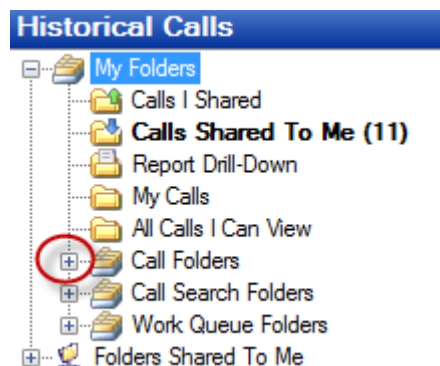 Historical Calls
My Folders
Calls I Shared
Calls Shared To Me (11)
Report Drill-Down
My Calls
All Calls I Can View
Call Folders
Call Search Folders
Work Queue Folders
Folders Shared To Me